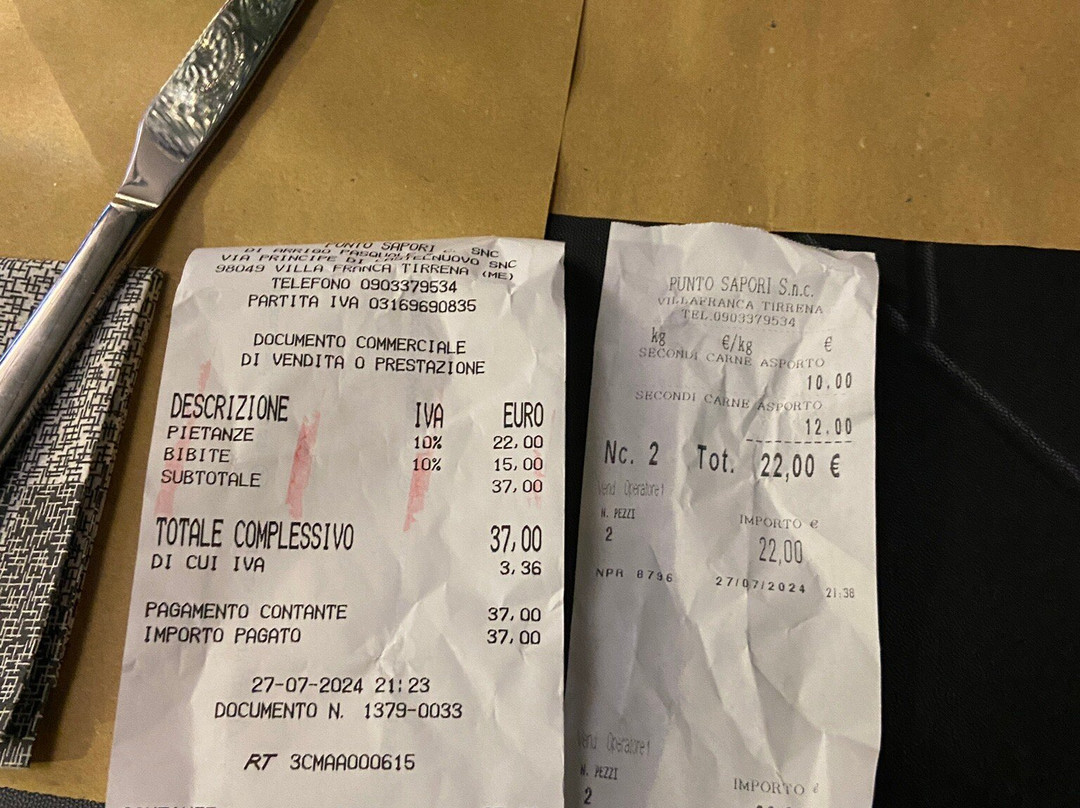 PUNTO SAPORI SNC
DI ARRIGO
VIA PRINCIPE DI CASTELNUOVO SNC
98049 VILLA FRANCA TIRRENA (ME)
TELEFONO 0903379534
PARTITA IVA 03169690835
DOCUMENTO COMMERCIALE
DI VENDITA O PRESTAZIONE
DESCRIZIONE IVA EURO
PIETANZE 10% 22,00
BIBITE 10% 15,00
SUBTOTALE 37,00
TOTALE COMPLESSIVO 37,00
DI CUI IVA 3,36
PAGAMENTO CONTANTE 37,00
IMPORTO PAGATO 37,00
27-07-2024 21:23
DOCUMENTO N. 1379-0033
RT 3CMAA000615
PUNTO SAPORI S.n.c.
VILLAFRANCA TIRRENA
TEL.0903379534
kg €/kg €
SECONDI CARNE ASPORTO
10.00
SECONDI CARNE ASPORTO
12.00
Nc. 2 Tot. 22,00 €
Vend Operatore1
N. PEZZI IMPORTO €
2 22,00
NPR 8796 27/07/2024 21:38
Vend Operatore1
N. PEZZI IMPORTO €
2